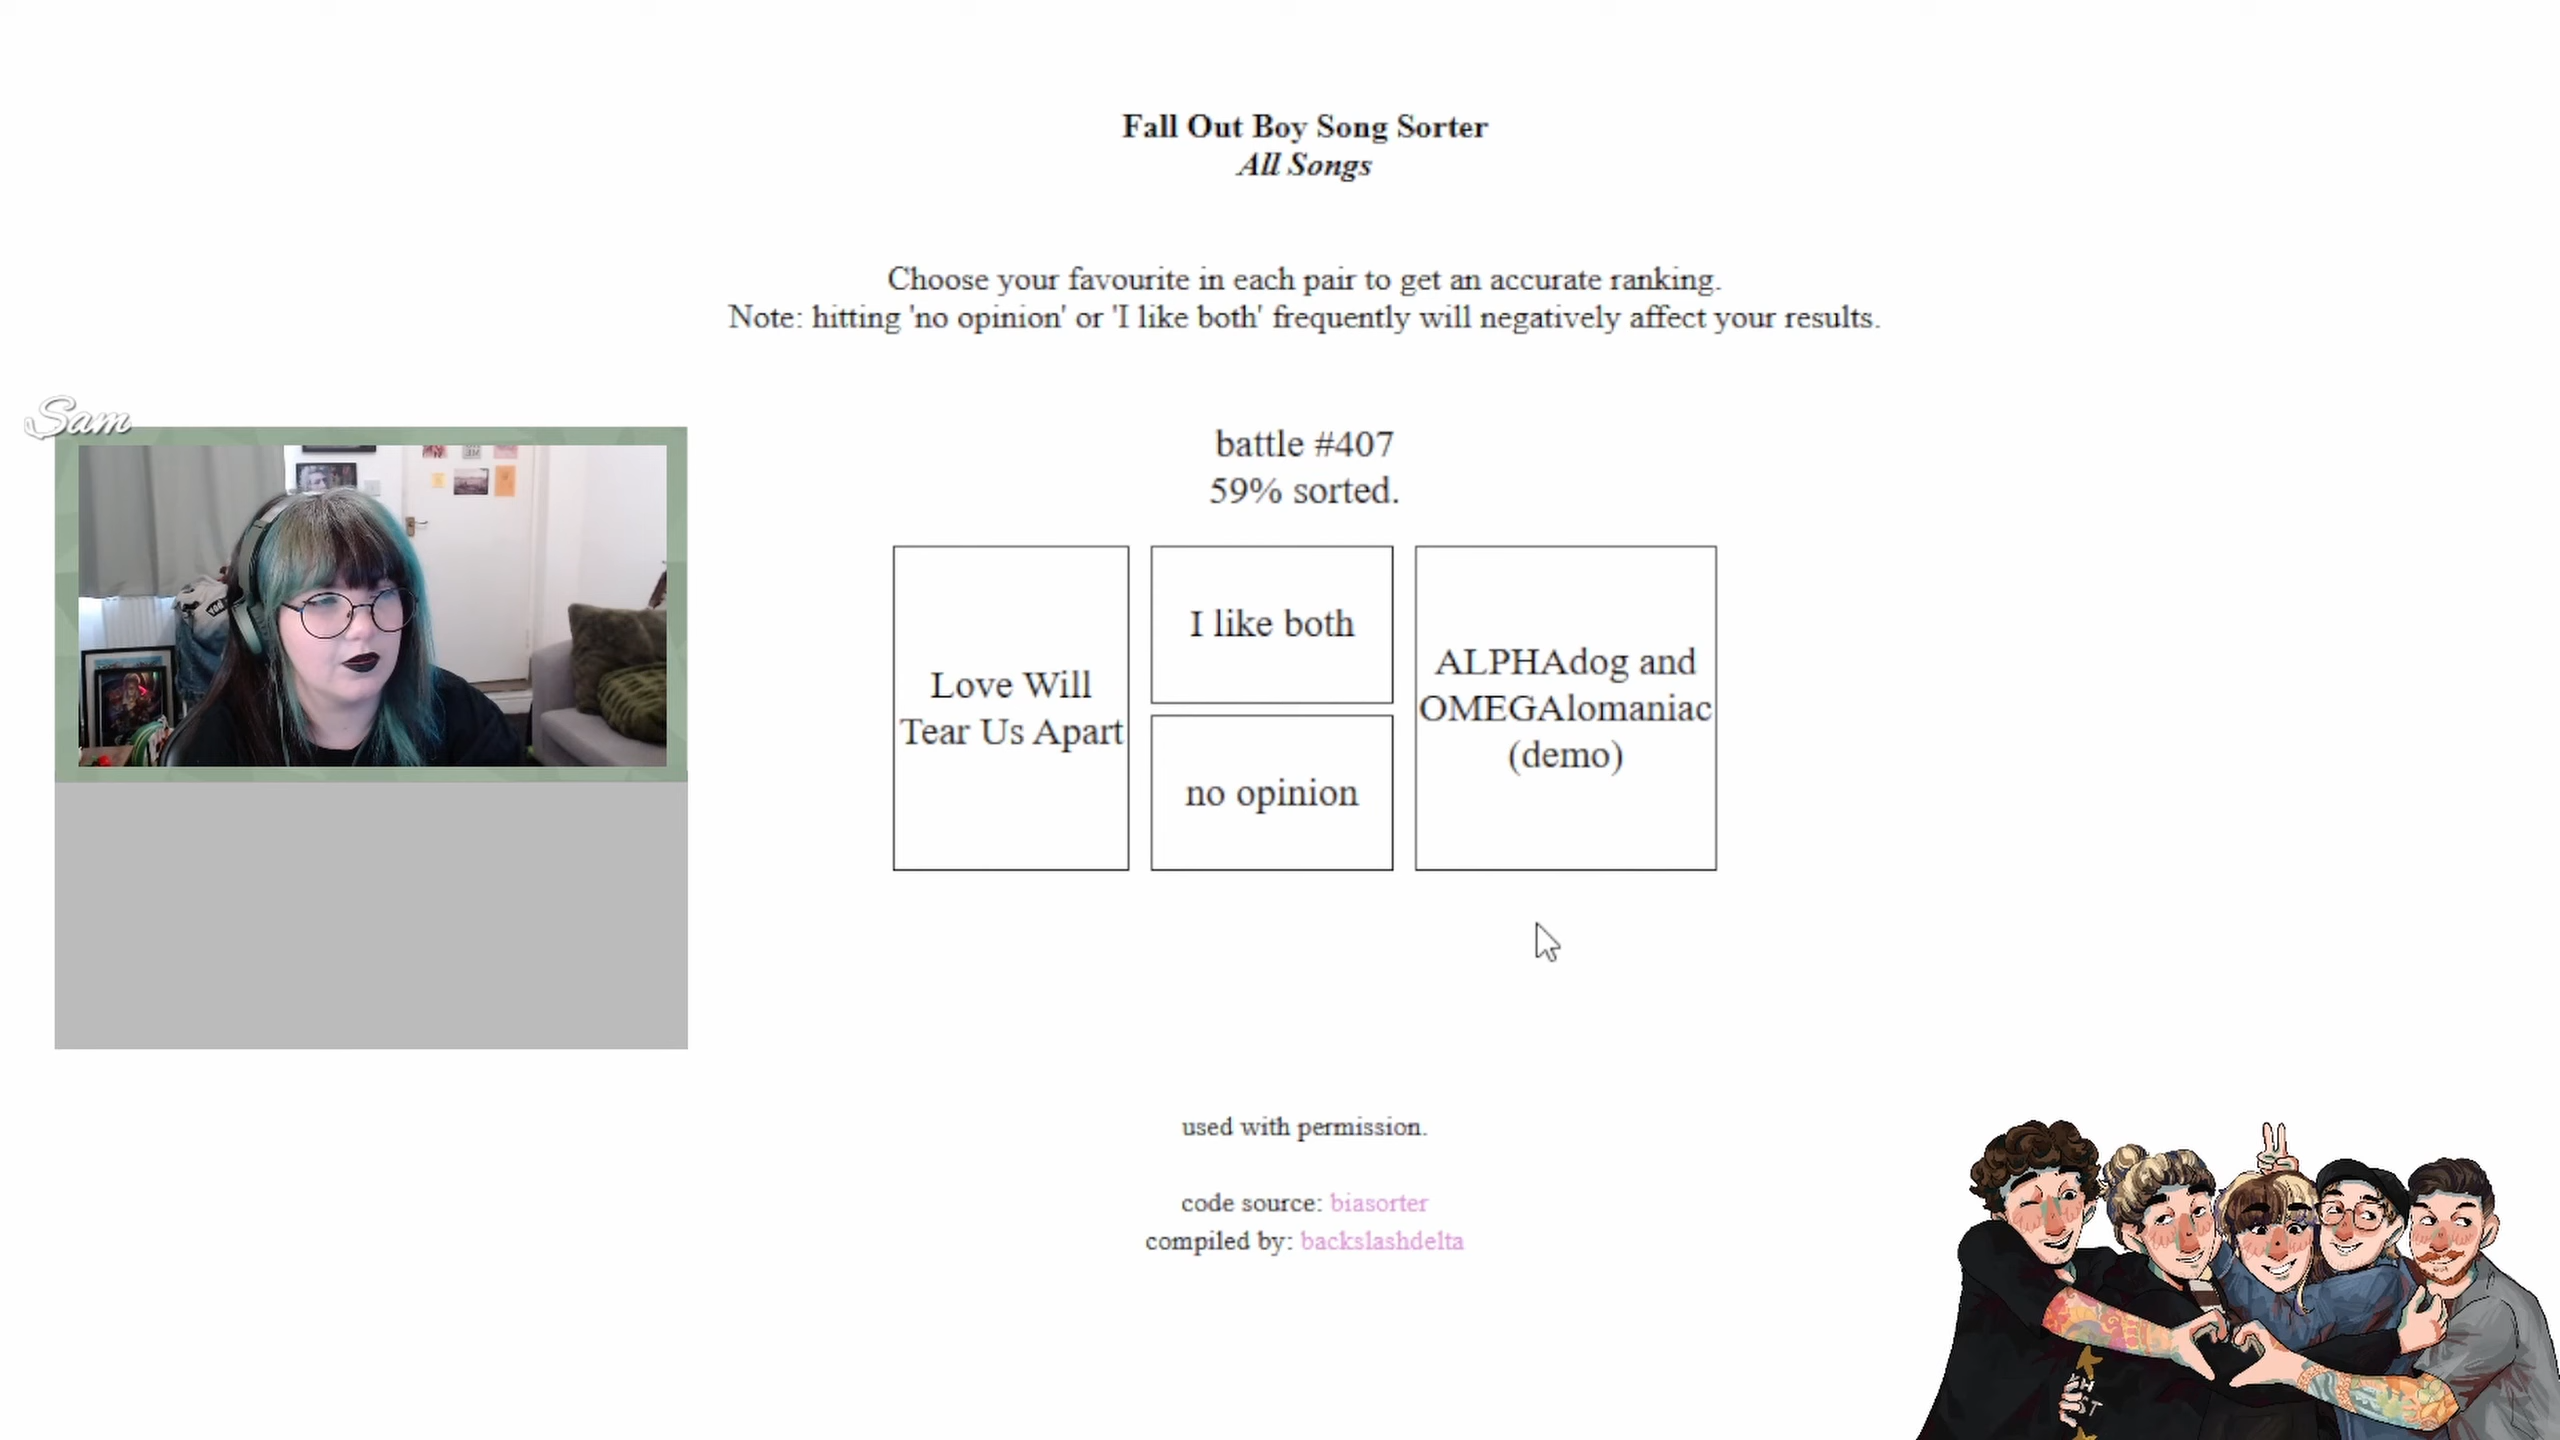 Fall Out Boy Song Sorter
All Songs
Choose your favourite in each pair to get an accurate ranking.
Note: hitting 'no opinion' or 'I like both' frequently will negatively affect your results.
Sam
battle #407
59% sorted.
Love Will
Tear Us Apart
I like both
no opinion
ALPHAdog and
OMEGAlomaniac
(demo)
used with permission.
code source: biasorter
compiled by: backslashdelta